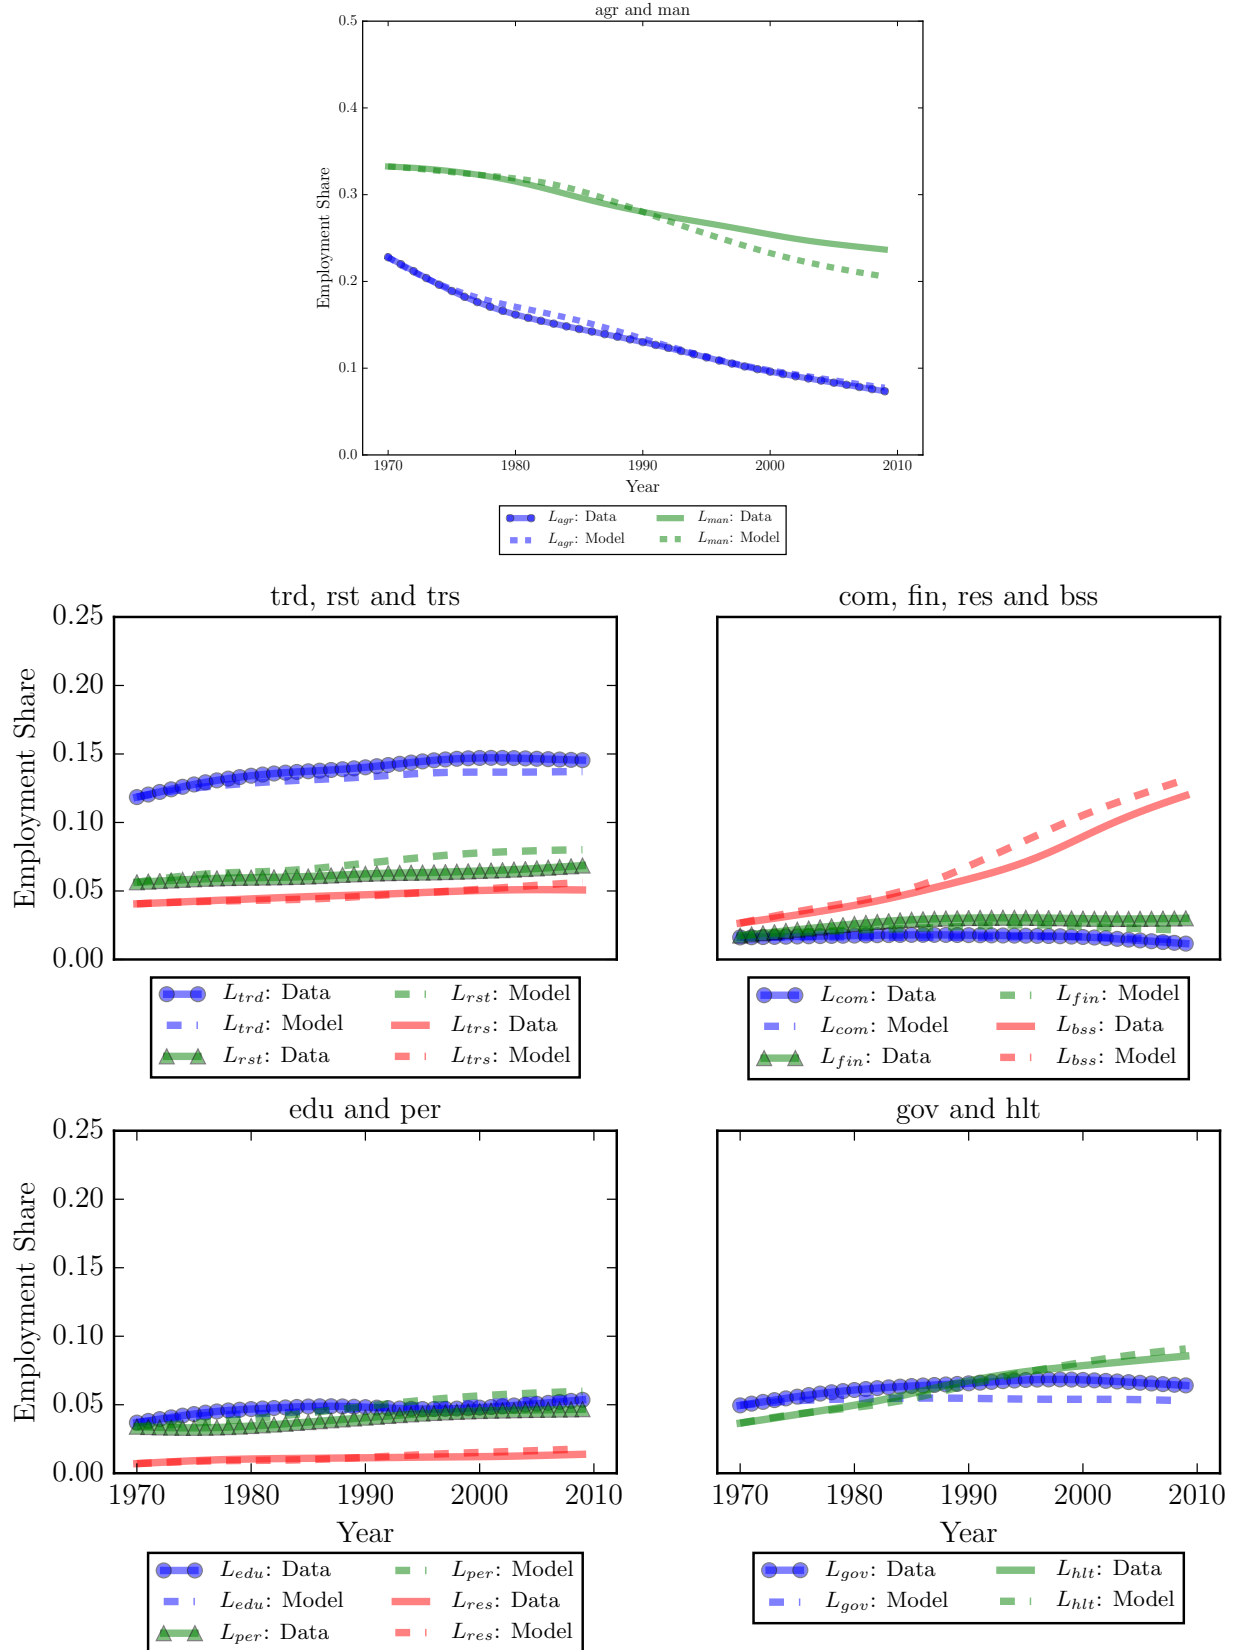 agr and man
0.5
0.4
0.3
0.2
0.1
0.0
Employment Share
1970 1980 1990 2000 2010
Year
L_agr: Data L_man: Data
L_agr: Model L_man: Model
trd, rst and trs
0.25
0.20
0.15
0.10
0.05
0.00
Employment Share
L_trd: Data L_rst: Model
L_trd: Model L_trs: Data
L_rst: Data L_trs: Model
com, fin, res and bss
L_com: Data L_fin: Model
L_com: Model L_bss: Data
L_fin: Data L_bss: Model
edu and per
0.25
0.20
0.15
0.10
0.05
0.00
Employment Share
1970 1980 1990 2000 2010
Year
L_edu: Data L_per: Model
L_edu: Model L_res: Data
L_per: Data L_res: Model
gov and hlt
1970 1980 1990 2000 2010
Year
L_gov: Data L_hlt: Data
L_gov: Model L_hlt: Model